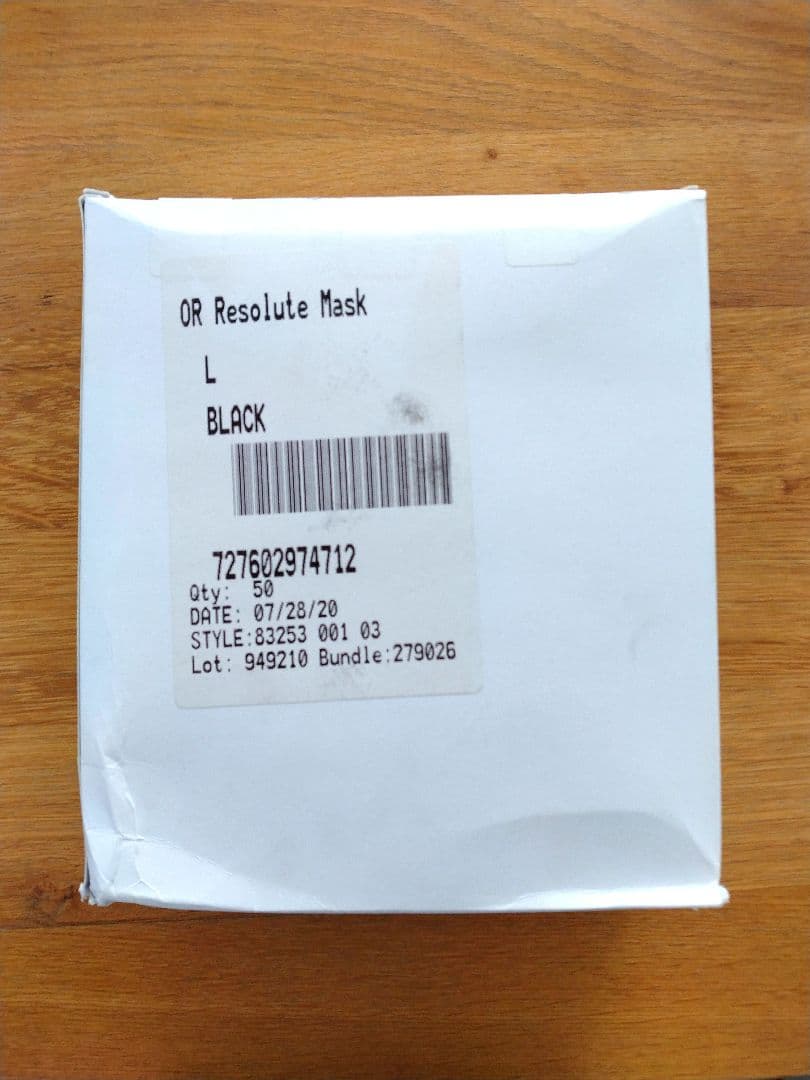 OR Resolute Mask
L
BLACK
727602974712
Qty: 50
DATE: 07/28/20
STYLE:83253 001 03
Lot: 949210 Bundle:279026